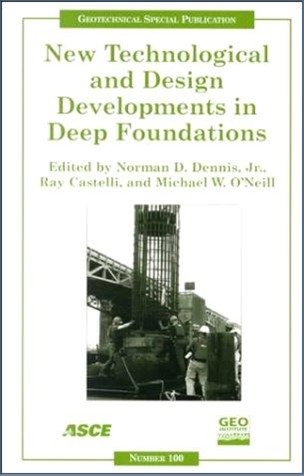 GEOTECHNICAL SPECIAL PUBLICATION
New Technological
and Design
Developments in
Deep Foundations
Edited by Norman D. Dennis, Jr.,
Ray Castelli, and Michael W. O'Neill
ASCE
GEO
INSTITUTE
NUMBER 100